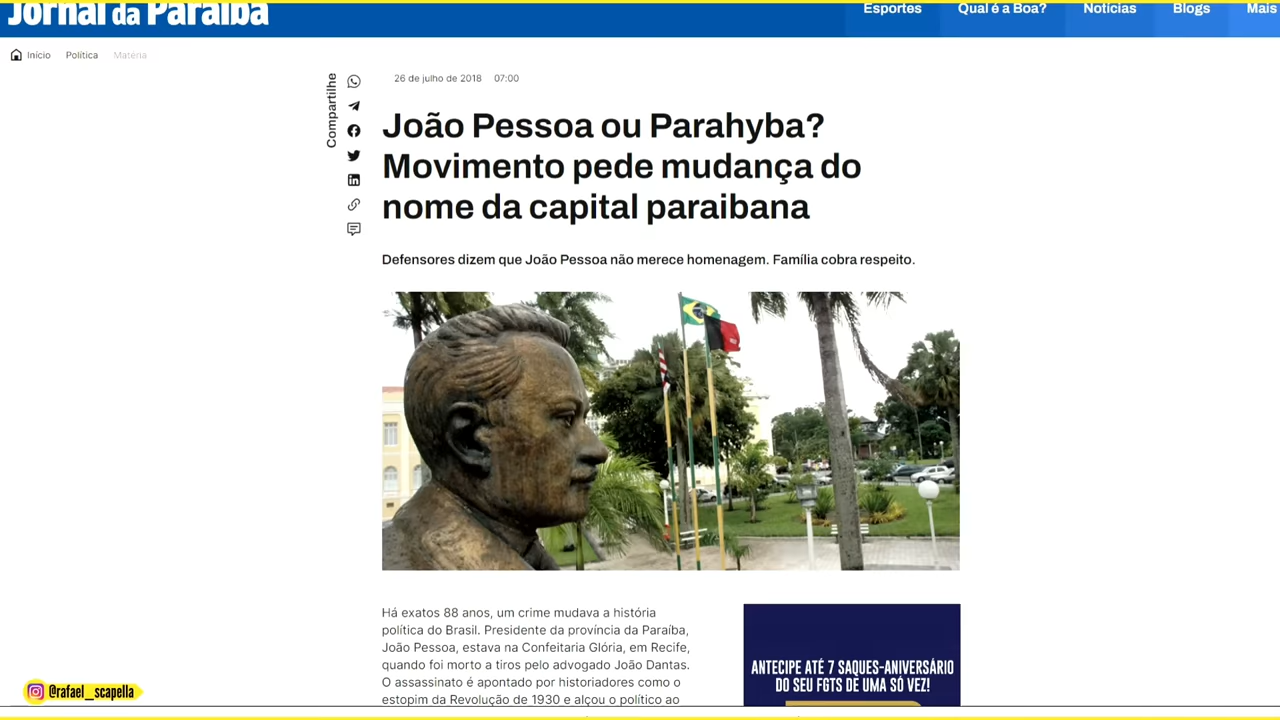 Jornal da Paraíba
Esportes
Qual é a Boa?
Notícias
Blogs
Mais
Início
Política
Matéria
Compartilhe
26 de julho de 2018 07:00
João Pessoa ou Parahyba?
Movimento pede mudança do
nome da capital paraibana
Defensores dizem que João Pessoa não merece homenagem. Família cobra respeito.
Há exatos 88 anos, um crime mudava a história
política do Brasil. Presidente da província da Paraíba,
João Pessoa, estava na Confeitaria Glória, em Recife,
quando foi morto a tiros pelo advogado João Dantas.
O assassinato é apontado por historiadores como o
estopim da Revolução de 1930 e alçou o político ao
ANTECIPE ATÉ 7 SAQUES-ANIVERSÁRIO
DO SEU FGTS DE UMA SÓ VEZ!
@rafael_scapella